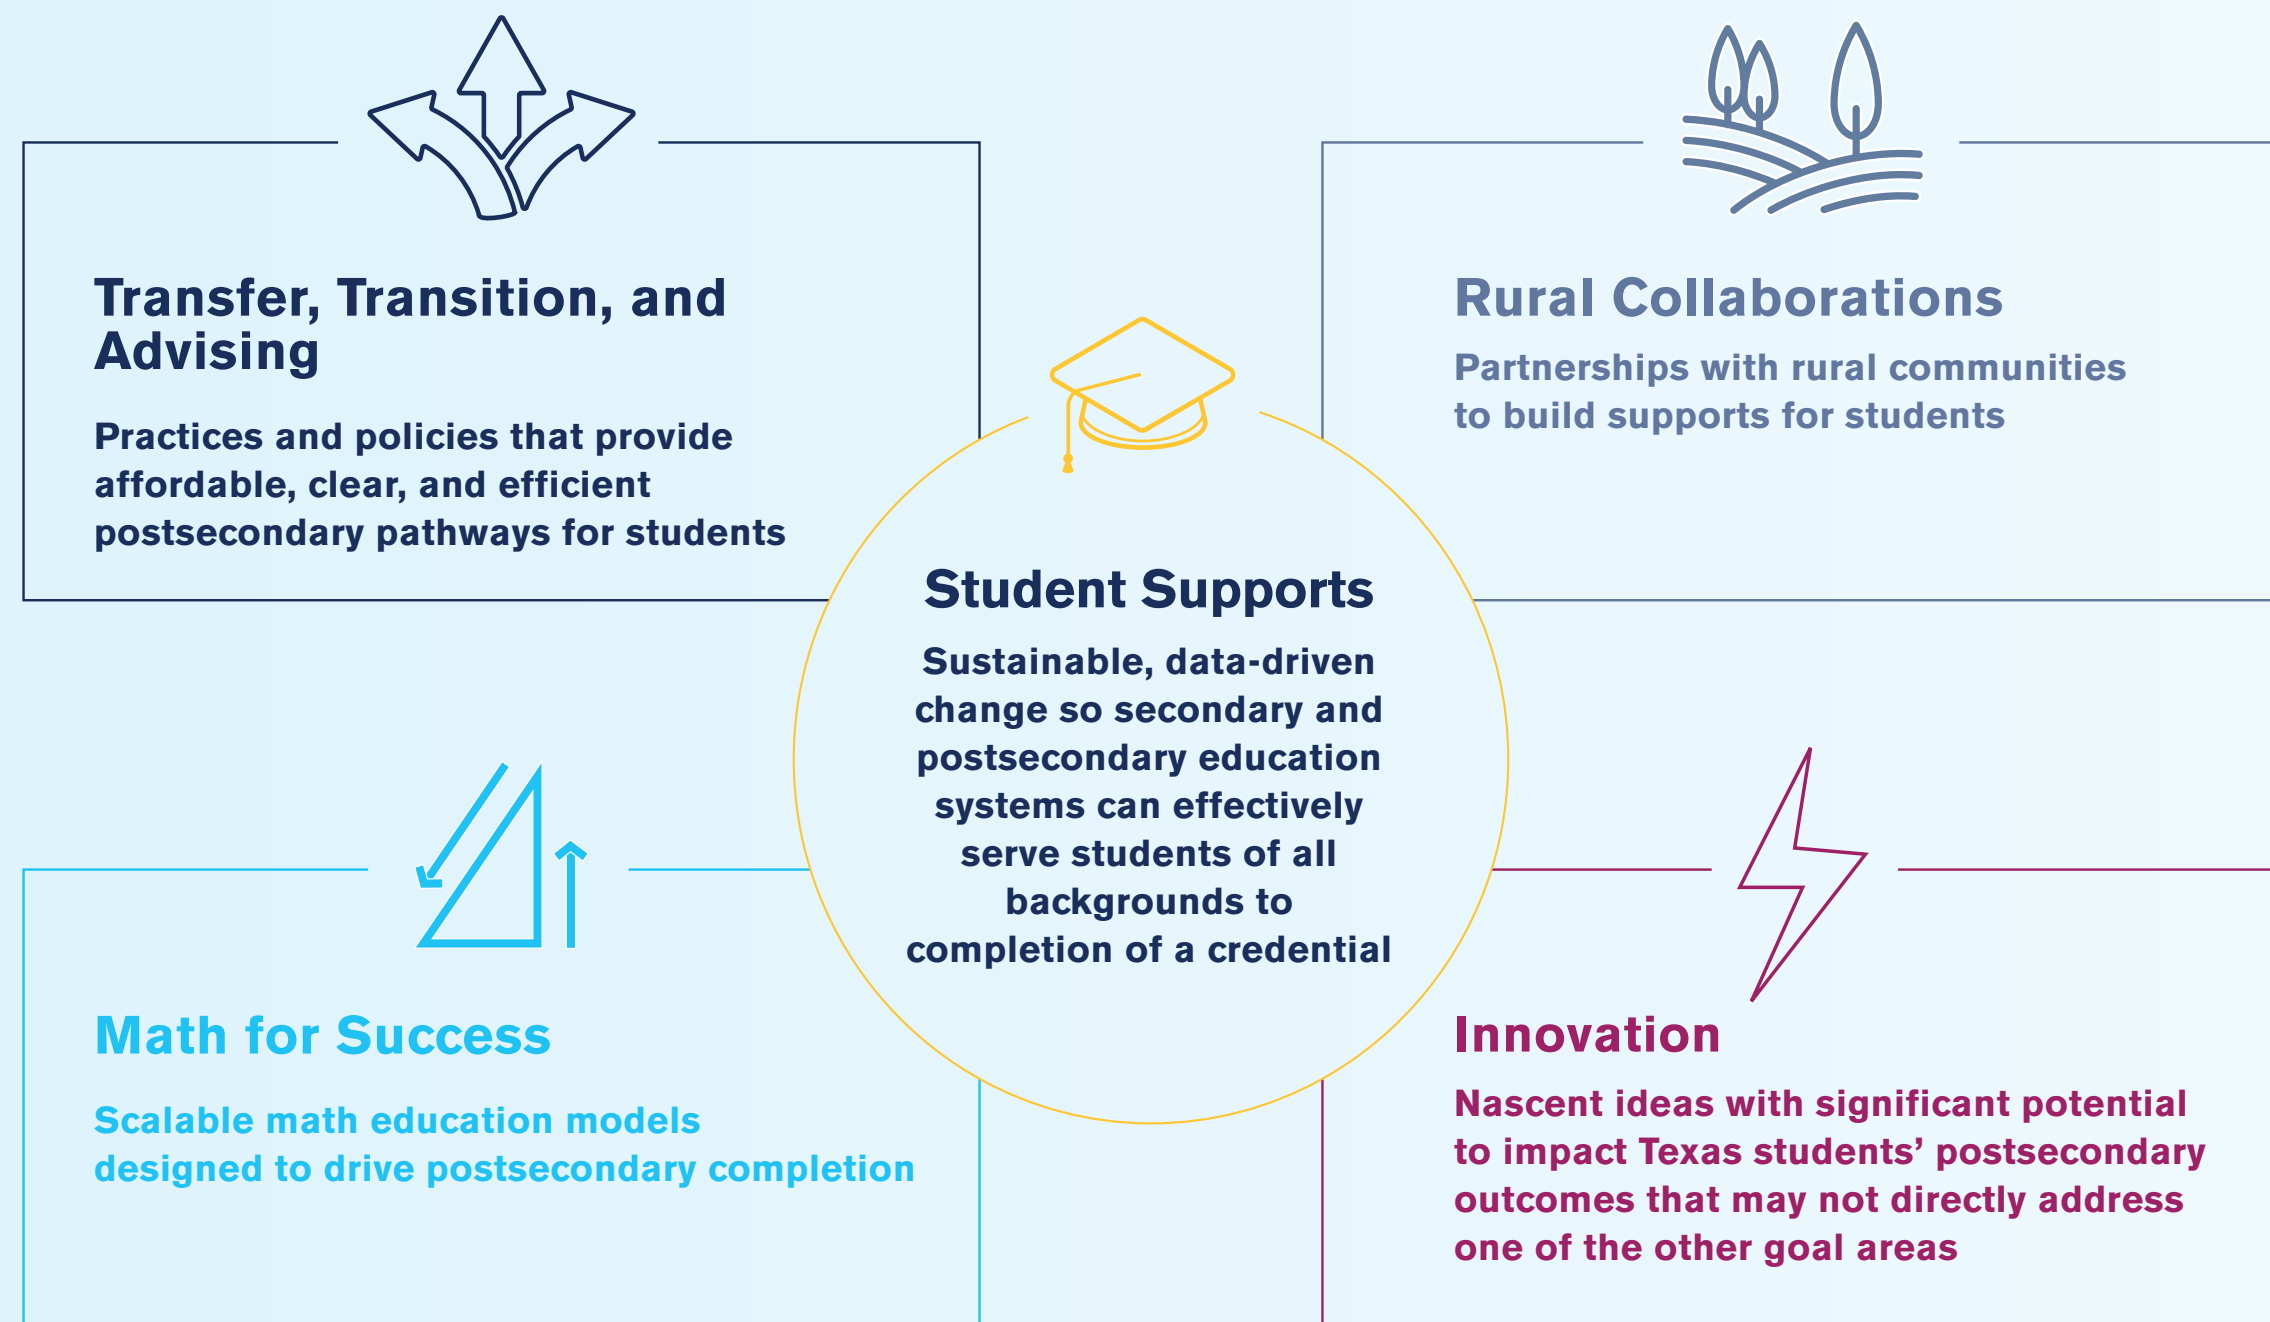 Transfer, Transition, and
Advising
Practices and policies that provide
affordable, clear, and efficient
postsecondary pathways for students
Rural Collaborations
Partnerships with rural communities
to build supports for students
Student Supports
Sustainable, data-driven
change so secondary and
postsecondary education
systems can effectively
serve students of all
backgrounds to
completion of a credential
Math for Success
Scalable math education models
designed to drive postsecondary completion
Innovation
Nascent ideas with significant potential
to impact Texas students’ postsecondary
outcomes that may not directly address
one of the other goal areas